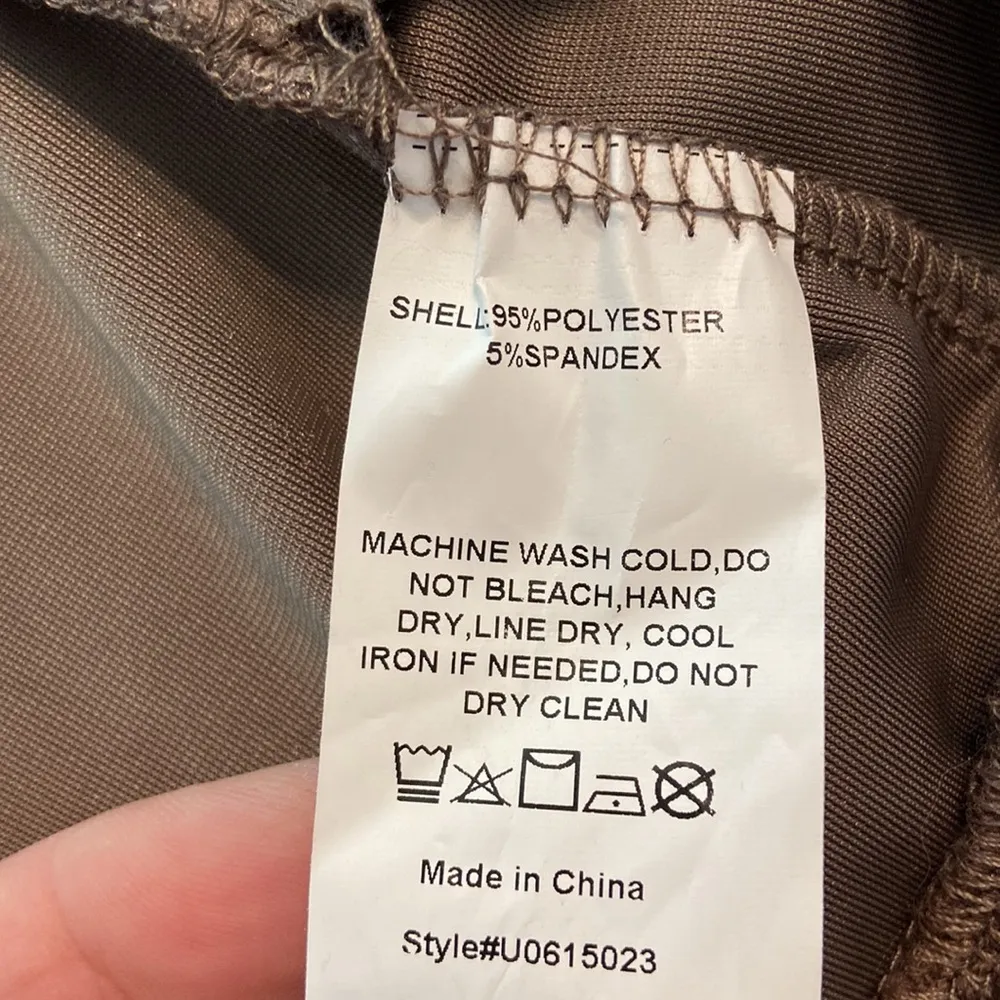 SHELL:95%POLYESTER
5%SPANDEX
MACHINE WASH COLD,DO
NOT BLEACH,HANG
DRY,LINE DRY, COOL
IRON IF NEEDED,DO NOT
DRY CLEAN
Made in China
Style#U0615023